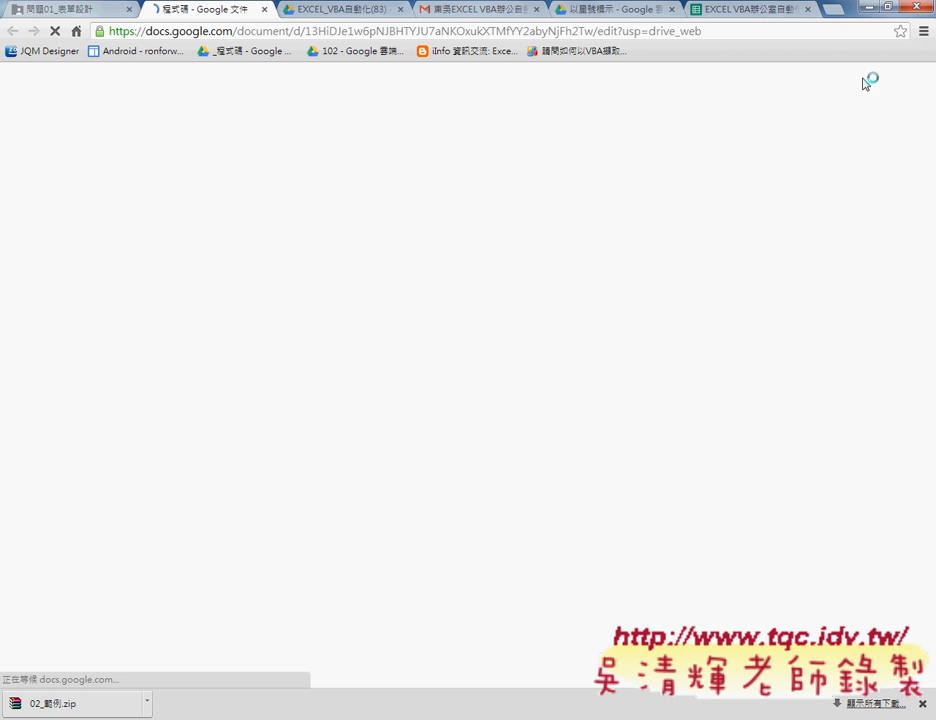 問題01_表單設計
程式碼 - Google 文件
EXCEL_VBA自動化(83)
東吳EXCEL VBA辦公自
以星號標示 - Google 雲
EXCEL VBA辦公室自動
https://docs.google.com/document/d/13HiDJe1w6pNJBHTYJU7aNKOxukXTMfYY2abyNjFh2Tw/edit?usp=drive_web
JQM Designer
Android - ronforw...
_程式碼 - Google ...
102 - Google 雲端...
iInfo 資訊交流: Exce...
請問如何以VBA擷取...
http://www.tqc.idv.tw/
吳清輝老師錄製
正在等候 docs.google.com...
02_範例.zip
顯示所有下載...